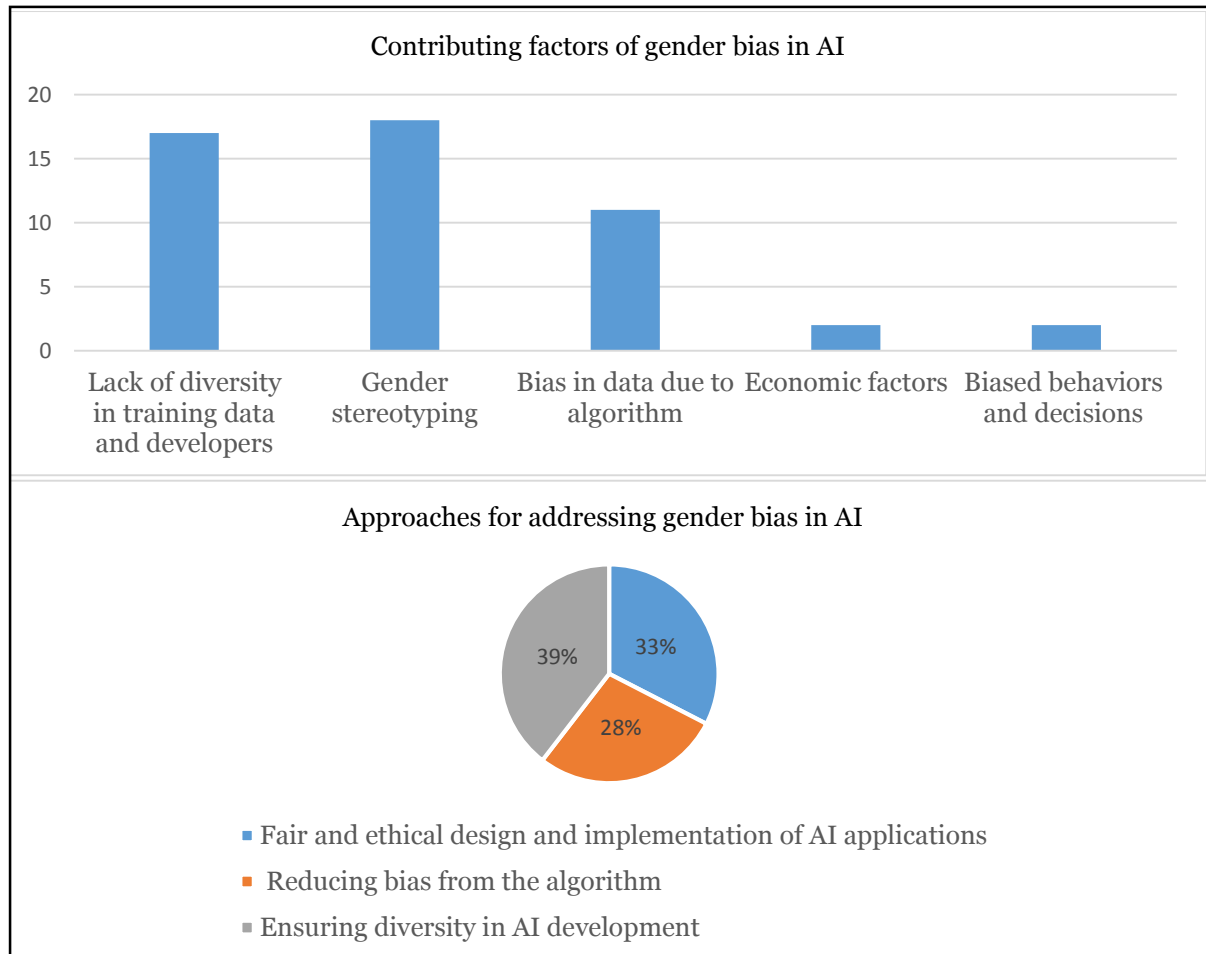 Contributing factors of gender bias in AI
20
15
10
5
0
Lack of diversity
in training data
and developers
Gender
stereotyping
Bias in data due to
algorithm
Economic factors
Biased behaviors
and decisions
Approaches for addressing gender bias in AI
33%
39%
28%
Fair and ethical design and implementation of AI applications
Reducing bias from the algorithm
Ensuring diversity in AI development